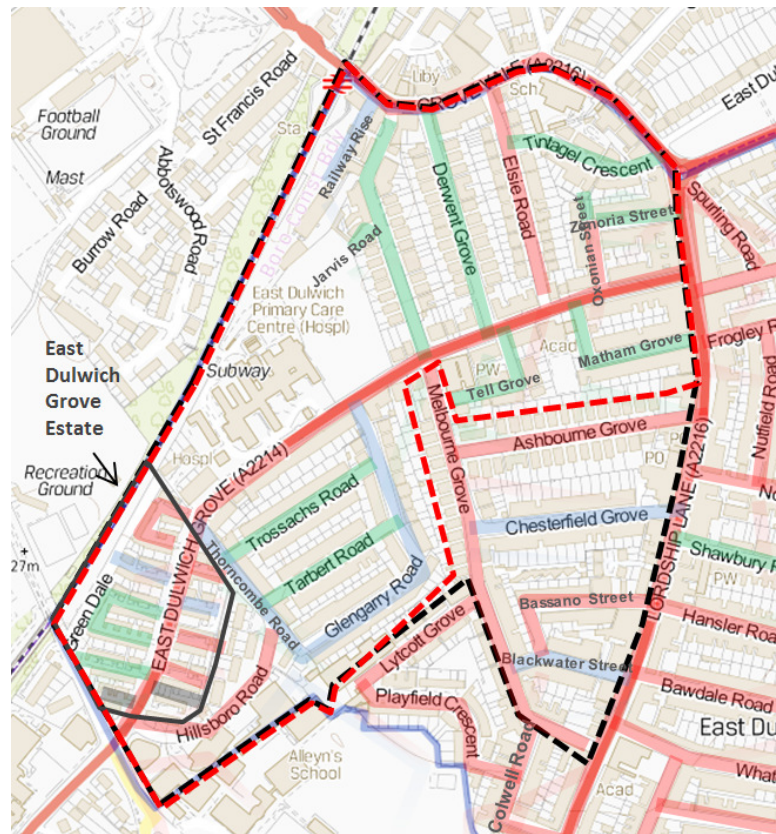 Liby
GROVE VALE (A2216)
Sch
East Du
Football
Ground
St Francis Road
Sta
Railway Rise
Tintagel Crescent
Mast
Abbotswood Road
Derwent Grove
Elsie Road
Zenoria Street
Spurling Road
Burrow Road
Oxonian Street
Jarvis Road
East Dulwich
Primary Care
Centre (Hospl)
Frogley R
Matham Grove
Acad
East
Dulwich
Grove
Estate
Subway
PW
Tell Grove
Melbourne Grove
Nutfield Road
Ashbourne Grove
Hospl
Recreation
Ground
PO
EAST DULWICH GROVE (A2214)
Trossachs Road
No
Chesterfield Grove
LORDSHIP LANE (A2216)
27m
Thorncombe Road
Tarbert Road
Shawbury R
PW
Green Dale
Glengarry Road
Bassano Street
Hansler Road
Lytcott Grove
Blackwater Street
Bawdale Road
Hillsboro Road
Playfield Crescent
East Du
Alleyn's
School
Colwell Road
What
Acad